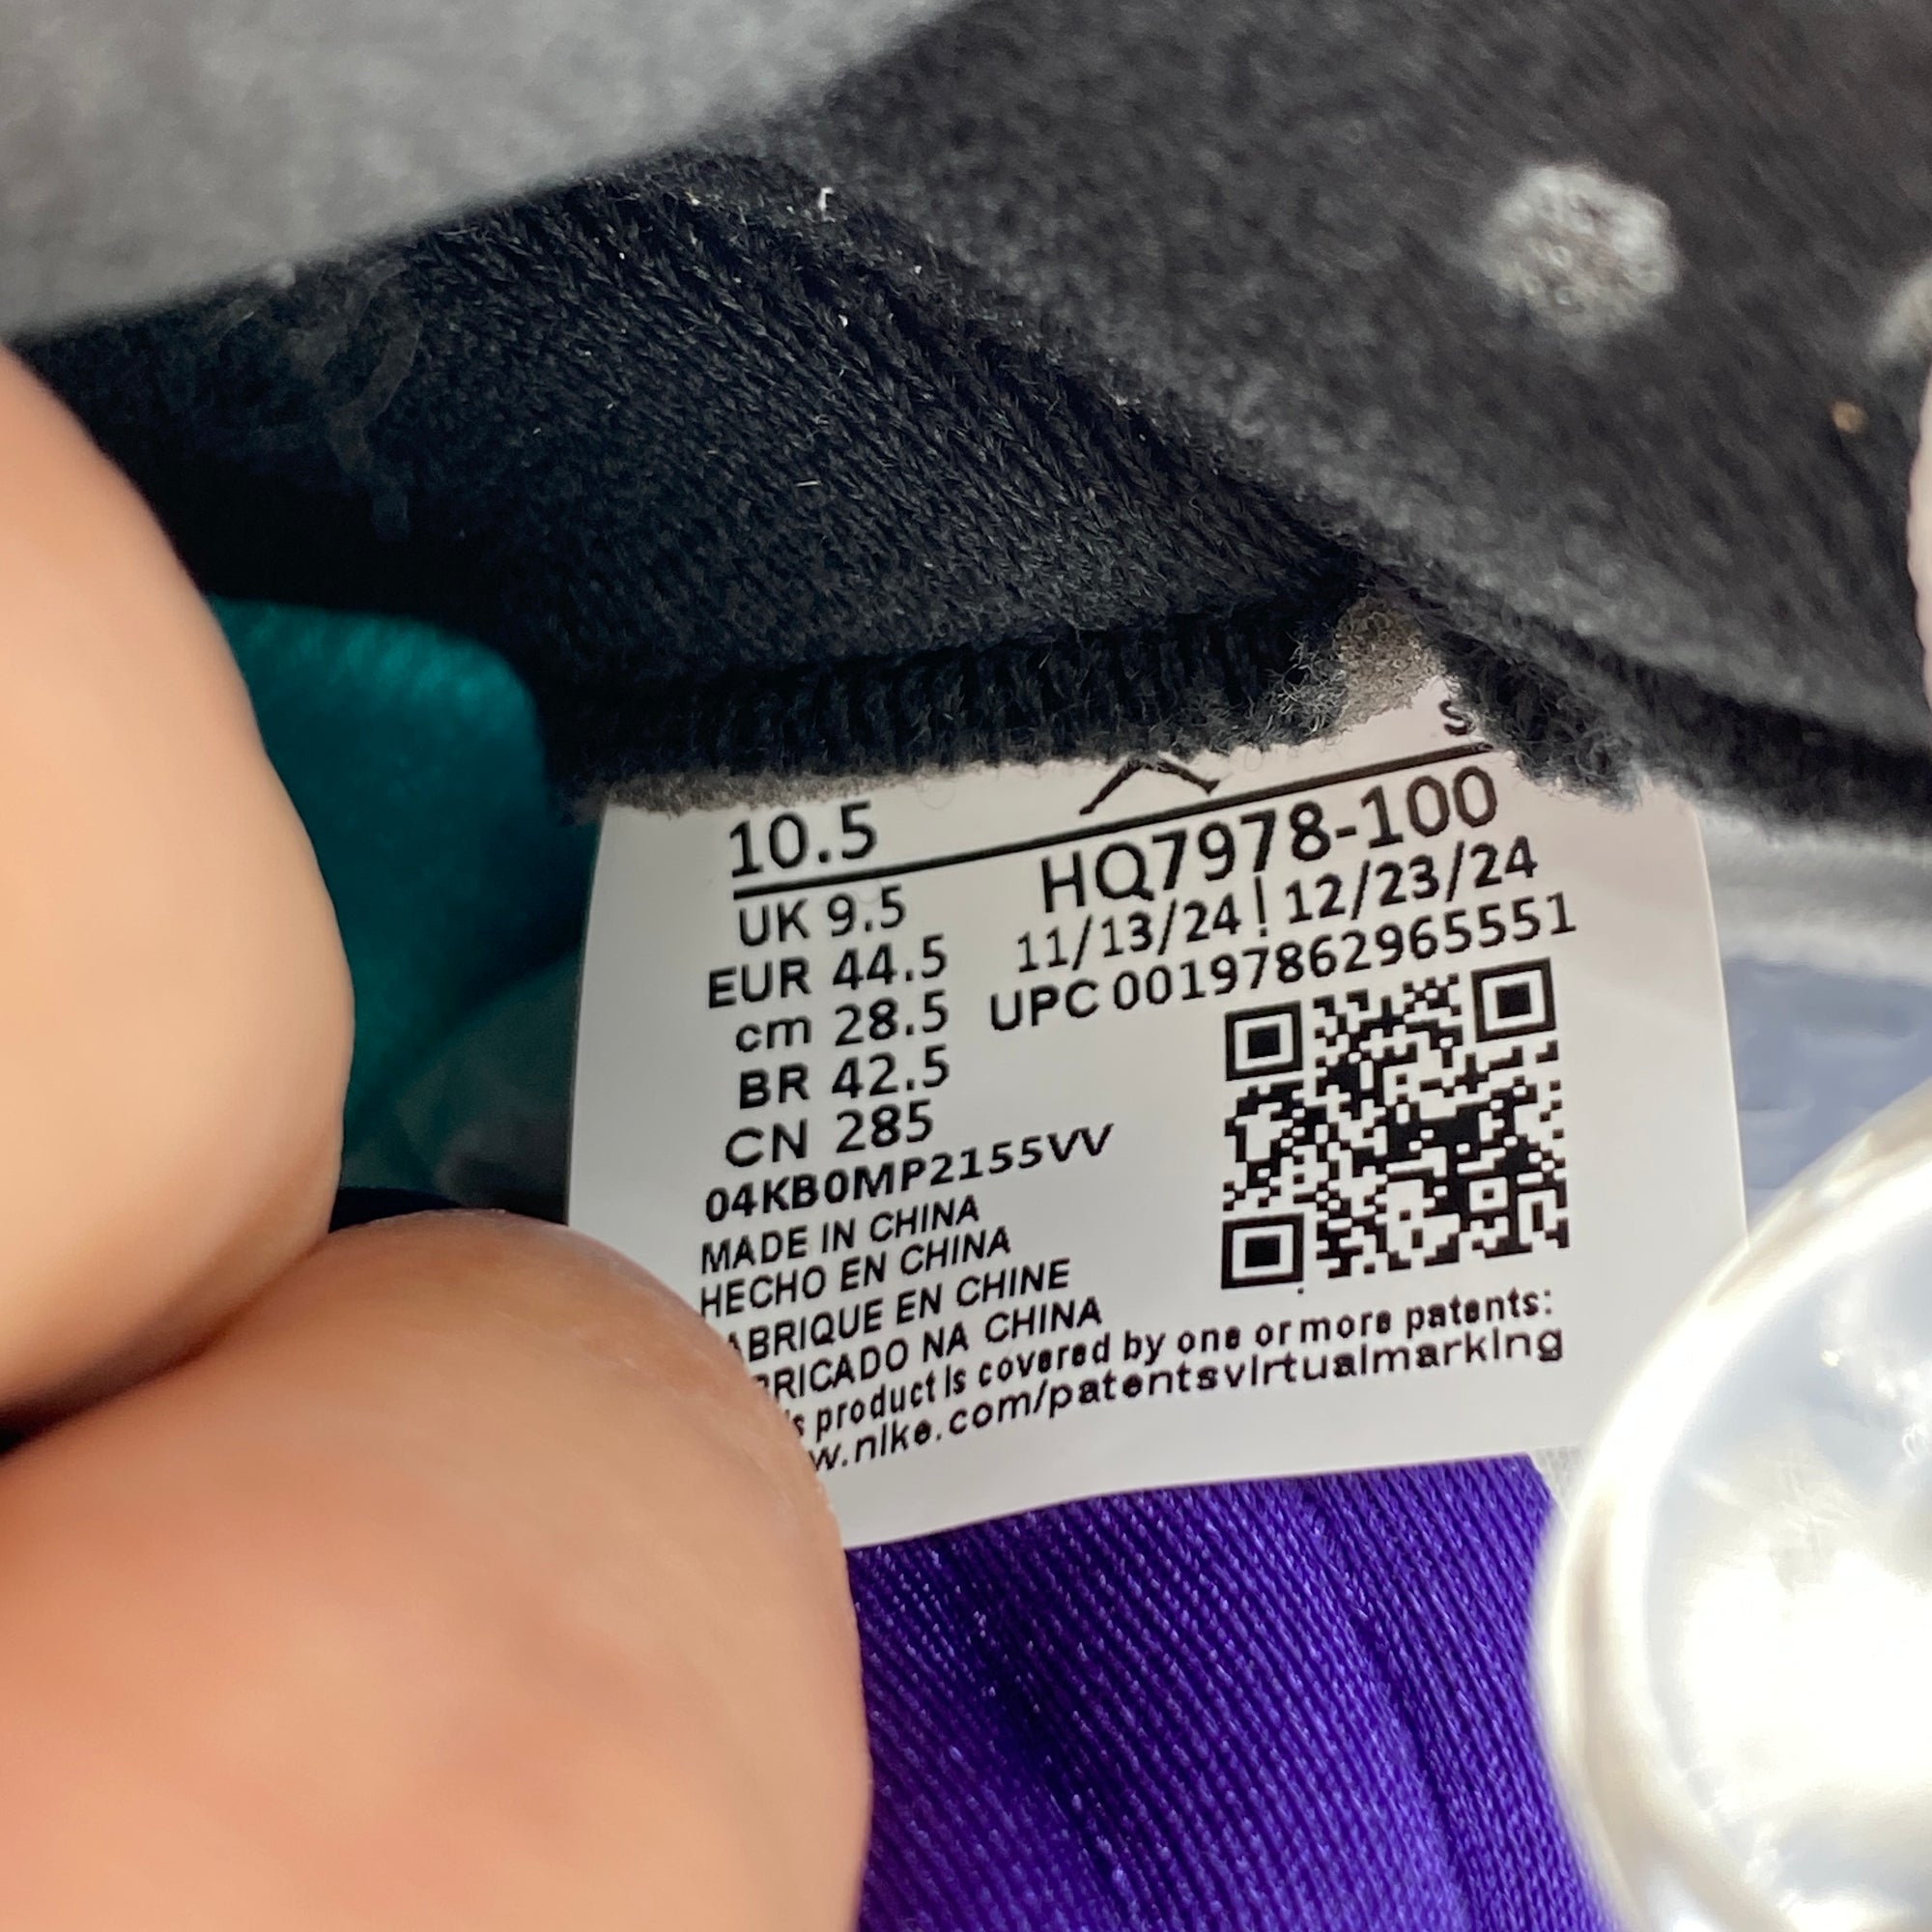 S
10.5
HQ7978-100
UK 9.5
11/13/24 | 12/23/24
EUR 44.5
UPC 00197862965551
cm 28.5
BR 42.5
CN 285
04KB0MP2155VV
MADE IN CHINA
HECHO EN CHINA
ABRIQUE EN CHINE
RICADO NA CHINA
s product is covered by one or more patents:
w.nike.com/patentsvirtualmarking